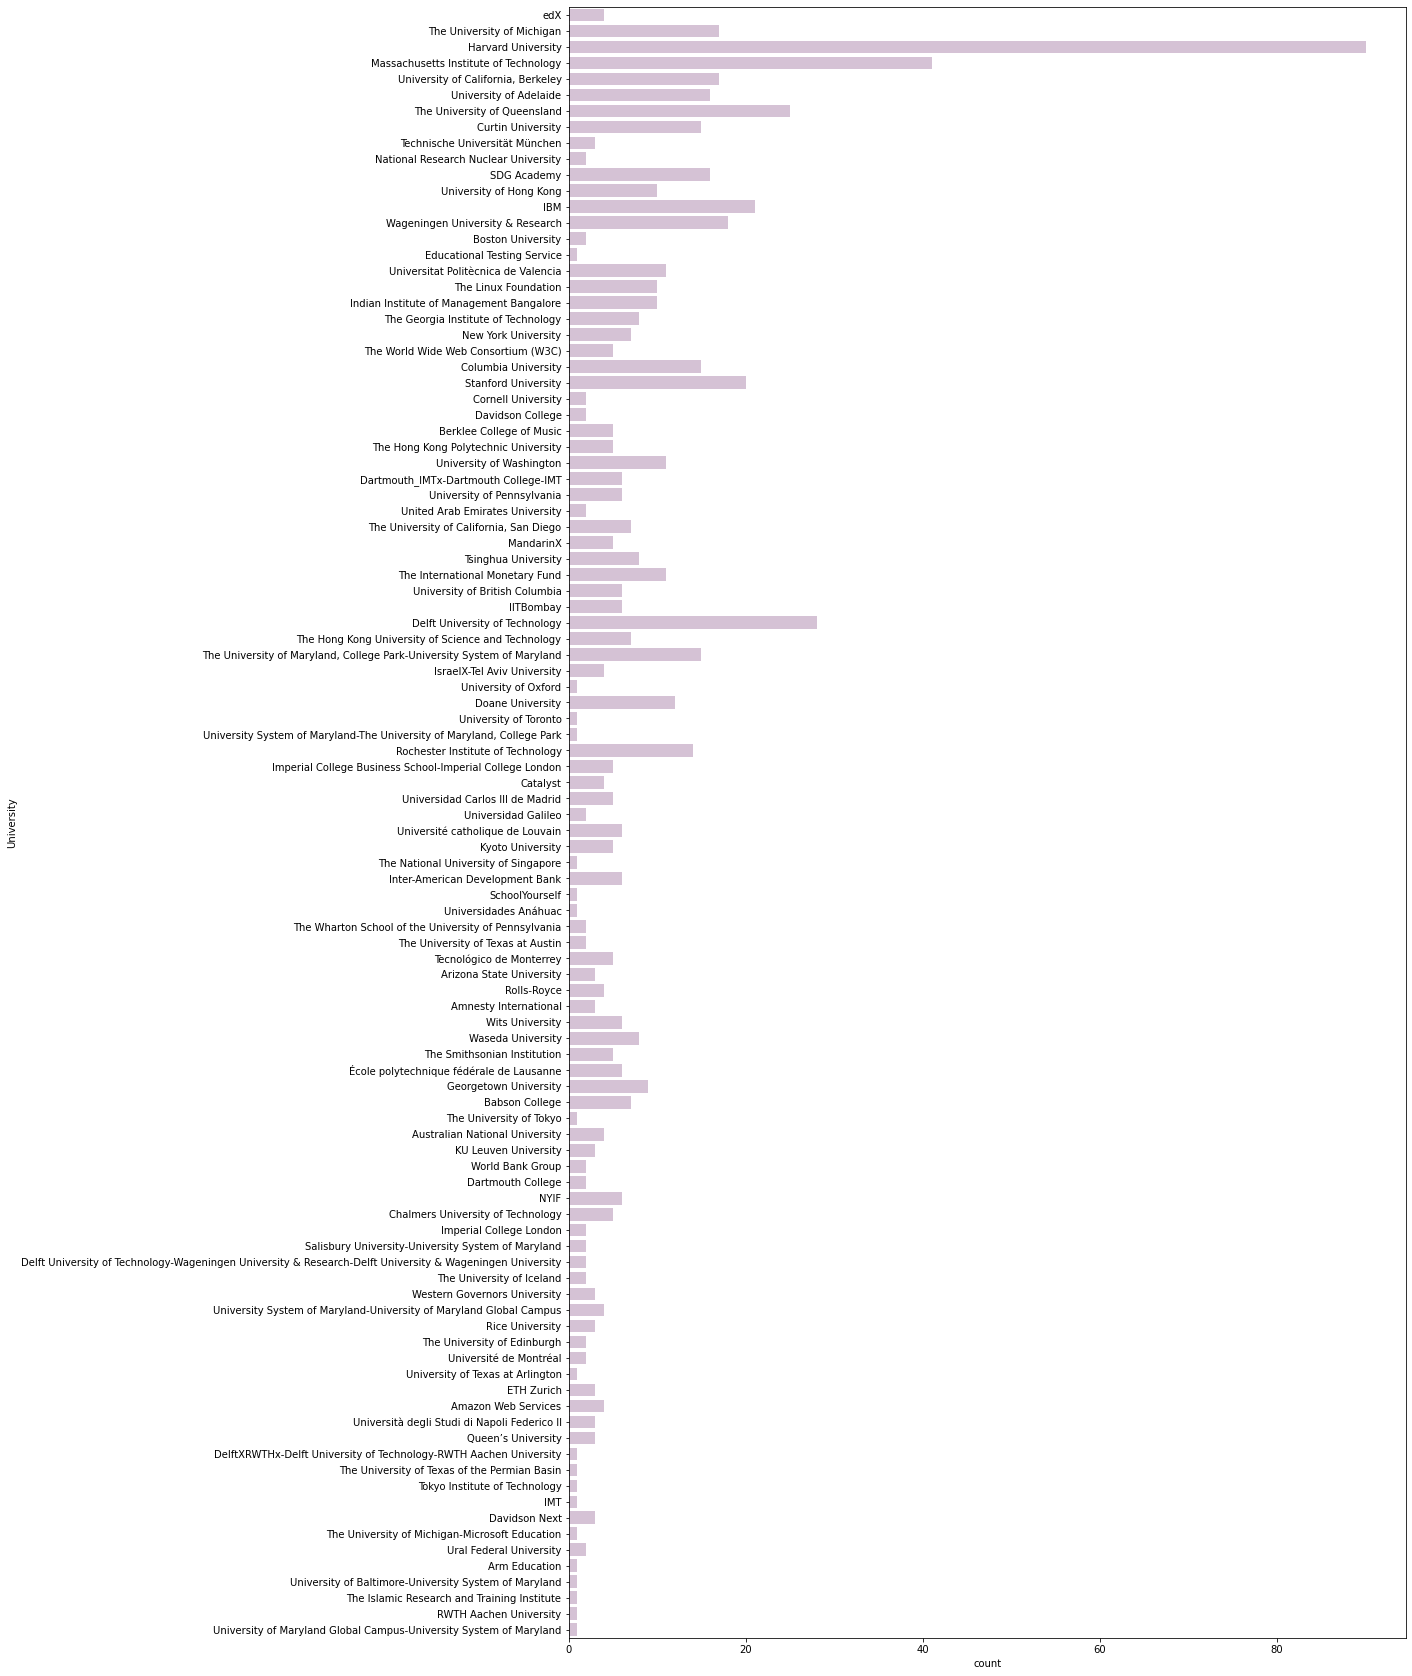 edX
The University of Michigan
Harvard University
Massachusetts Institute of Technology
University of California, Berkeley
University of Adelaide
The University of Queensland
Curtin University
Technische Universität München
National Research Nuclear University
SDG Academy
University of Hong Kong
IBM
Wageningen University & Research
Boston University
Educational Testing Service
Universitat Politècnica de Valencia
The Linux Foundation
Indian Institute of Management Bangalore
The Georgia Institute of Technology
New York University
The World Wide Web Consortium (W3C)
Columbia University
Stanford University
Cornell University
Davidson College
Berklee College of Music
The Hong Kong Polytechnic University
University of Washington
Dartmouth_IMTx-Dartmouth College-IMT
University of Pennsylvania
United Arab Emirates University
The University of California, San Diego
MandarinX
Tsinghua University
The International Monetary Fund
University of British Columbia
IITBombay
Delft University of Technology
The Hong Kong University of Science and Technology
The University of Maryland, College Park-University System of Maryland
IsraelX-Tel Aviv University
University of Oxford
Doane University
University of Toronto
University System of Maryland-The University of Maryland, College Park
Rochester Institute of Technology
Imperial College Business School-Imperial College London
Catalyst
Universidad Carlos III de Madrid
Universidad Galileo
Université catholique de Louvain
Kyoto University
The National University of Singapore
Inter-American Development Bank
SchoolYourself
Universidades Anáhuac
The Wharton School of the University of Pennsylvania
The University of Texas at Austin
Tecnológico de Monterrey
Arizona State University
Rolls-Royce
Amnesty International
Wits University
Waseda University
The Smithsonian Institution
École polytechnique fédérale de Lausanne
Georgetown University
Babson College
The University of Tokyo
Australian National University
KU Leuven University
World Bank Group
Dartmouth College
NYIF
Chalmers University of Technology
Imperial College London
Salisbury University-University System of Maryland
Delft University of Technology-Wageningen University & Research-Delft University & Wageningen University
The University of Iceland
Western Governors University
University System of Maryland-University of Maryland Global Campus
Rice University
The University of Edinburgh
Université de Montréal
University of Texas at Arlington
ETH Zurich
Amazon Web Services
Università degli Studi di Napoli Federico II
Queen’s University
DelftXRWTHx-Delft University of Technology-RWTH Aachen University
The University of Texas of the Permian Basin
Tokyo Institute of Technology
IMT
Davidson Next
The University of Michigan-Microsoft Education
Ural Federal University
Arm Education
University of Baltimore-University System of Maryland
The Islamic Research and Training Institute
RWTH Aachen University
University of Maryland Global Campus-University System of Maryland
University
0 20 40 60 80
count